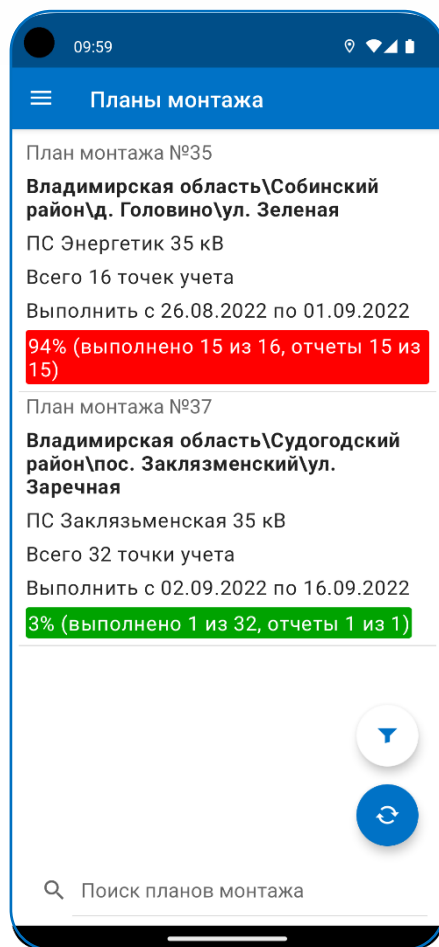 09:59
Планы монтажа
План монтажа №35
Владимирская область\Собинский
район\д. Головино\ул. Зеленая
ПС Энергетик 35 кВ
Всего 16 точек учета
Выполнить с 26.08.2022 по 01.09.2022
94% (выполнено 15 из 16, отчеты 15 из
15)
План монтажа №37
Владимирская область\Судогодский
район\пос. Заклязменский\ул.
Заречная
ПС Заклязьменская 35 кВ
Всего 32 точки учета
Выполнить с 02.09.2022 по 16.09.2022
3% (выполнено 1 из 32, отчеты 1 из 1)
Поиск планов монтажа